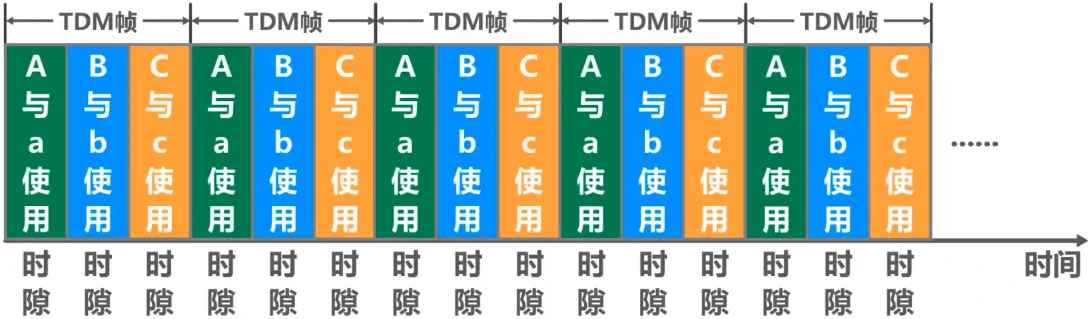 TDM帧 TDM帧 TDM帧 TDM帧 TDM帧
A与a使用 B与b使用 C与c使用 A与a使用 B与b使用 C与c使用 A与a使用 B与b使用 C与c使用 A与a使用 B与b使用 C与c使用 A与a使用 B与b使用 C与c使用 ……
时隙 时隙 时隙 时隙 时隙 时隙 时隙 时隙 时隙 时隙 时隙 时隙 时隙 时隙 时隙 时间